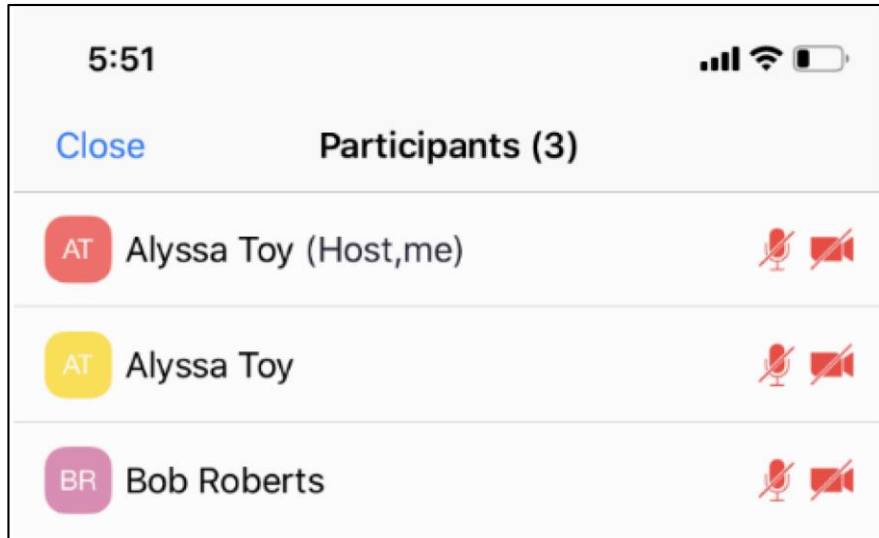 5:51
Close Participants (3)
AT Alyssa Toy (Host,me)
AT Alyssa Toy
BR Bob Roberts